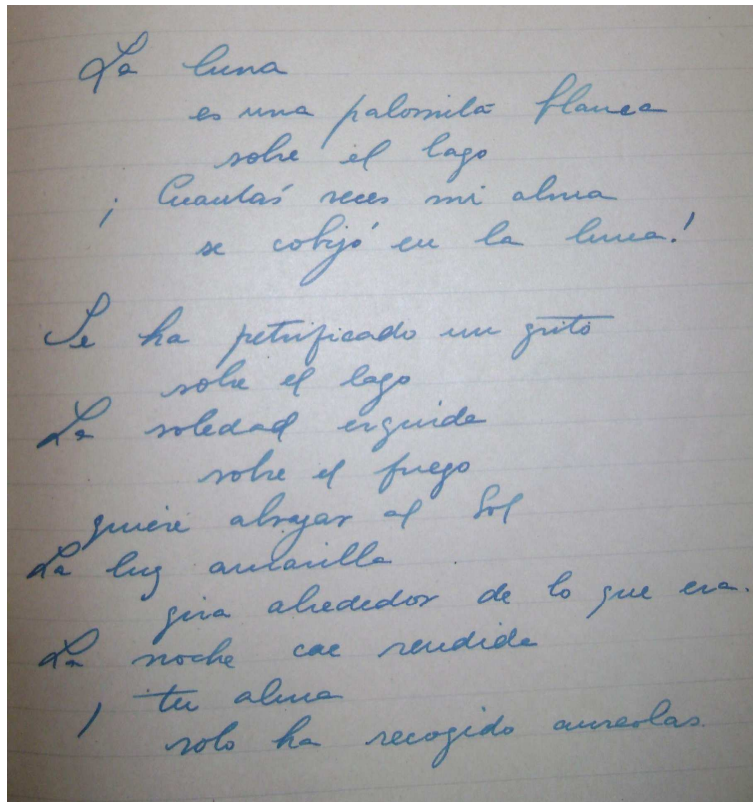 La luna
es una palomita blanca
sobre el lago
¡ Cuantas veces mi alma
se cobijó en la luna!
Se ha petrificado un grito
sobre el lago
La soledad erguida
sobre el fuego
quiere abrazar al Sol
La luz amarilla
gira alrededor de lo que era.
La noche cae rendida
, tu alma
solo ha recogido aureolas.